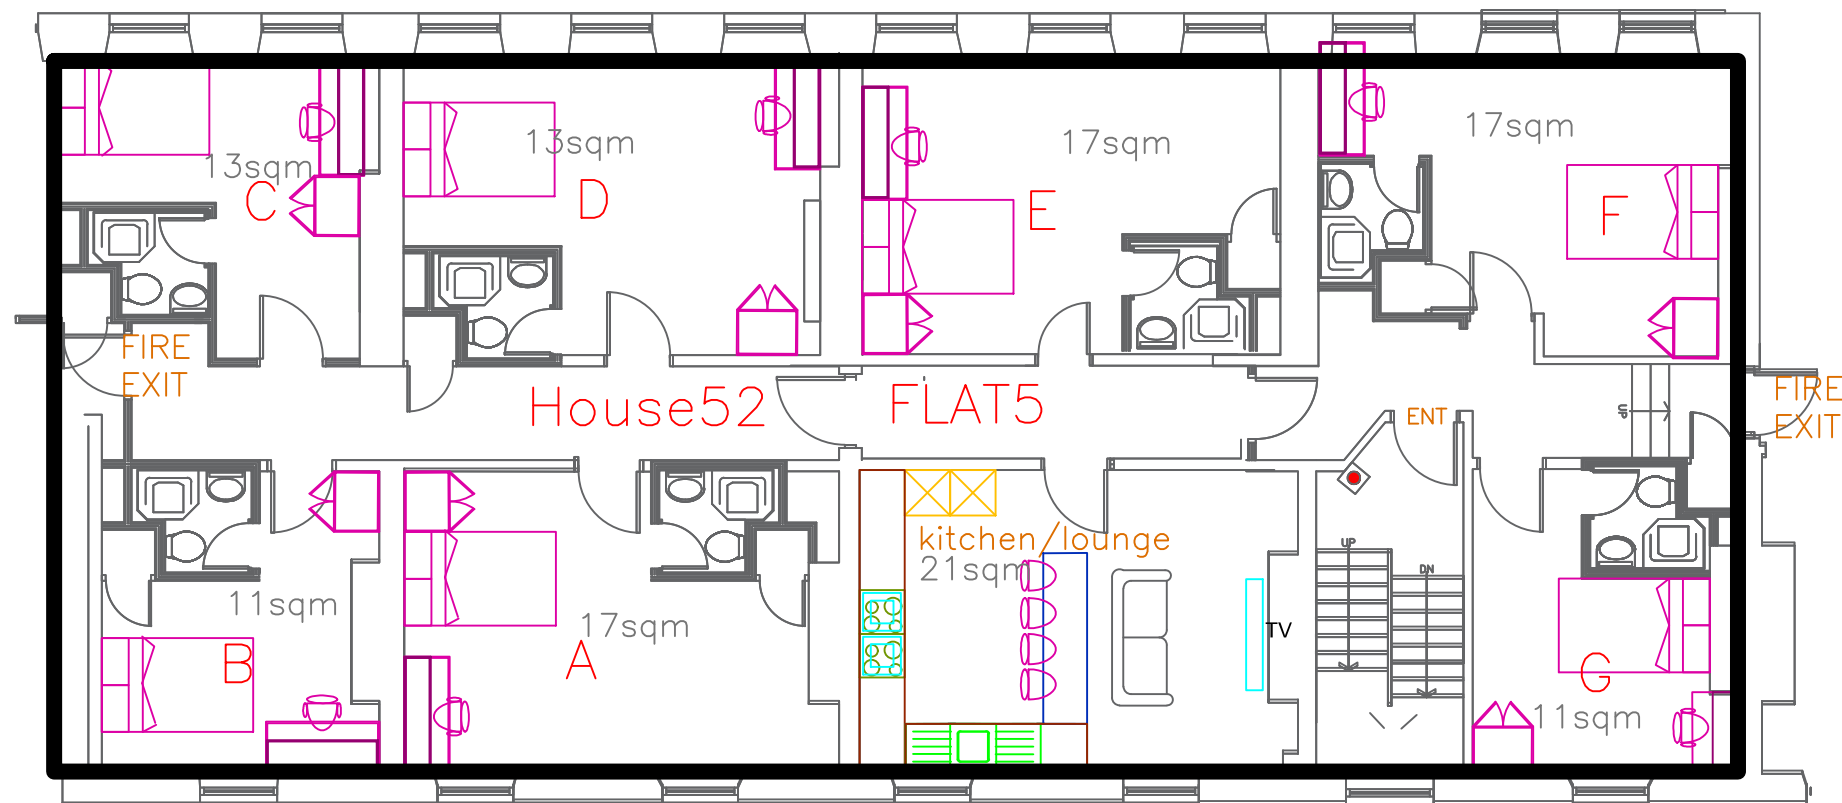 13sqm
C
13sqm
D
17sqm
E
17sqm
F
FIRE
EXIT
House52
FLAT5
ENT
UP
FIRE
EXIT
11sqm
B
17sqm
A
kitchen/lounge
21sqm
TV
UP
DN
G
11sqm